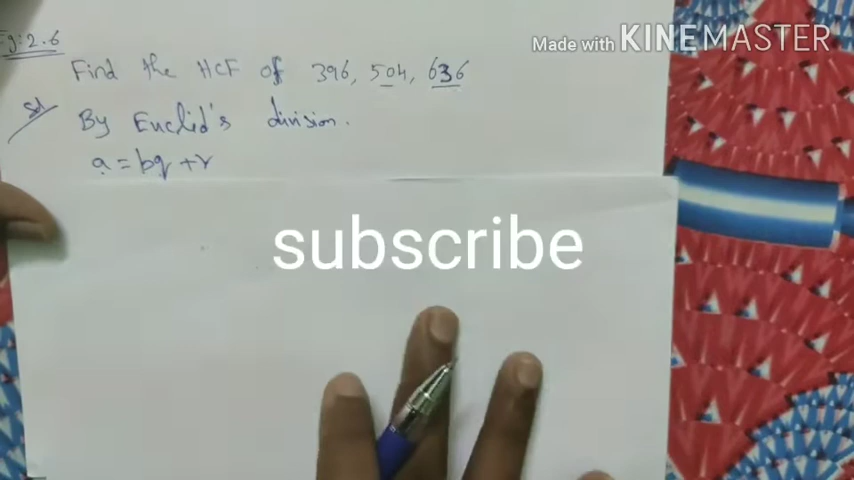 Made with KINEMASTER
Eg: 2.6
Find the HCF of 396, 504, 636
Sol
By Euclid's division.
a = bq + r
subscribe